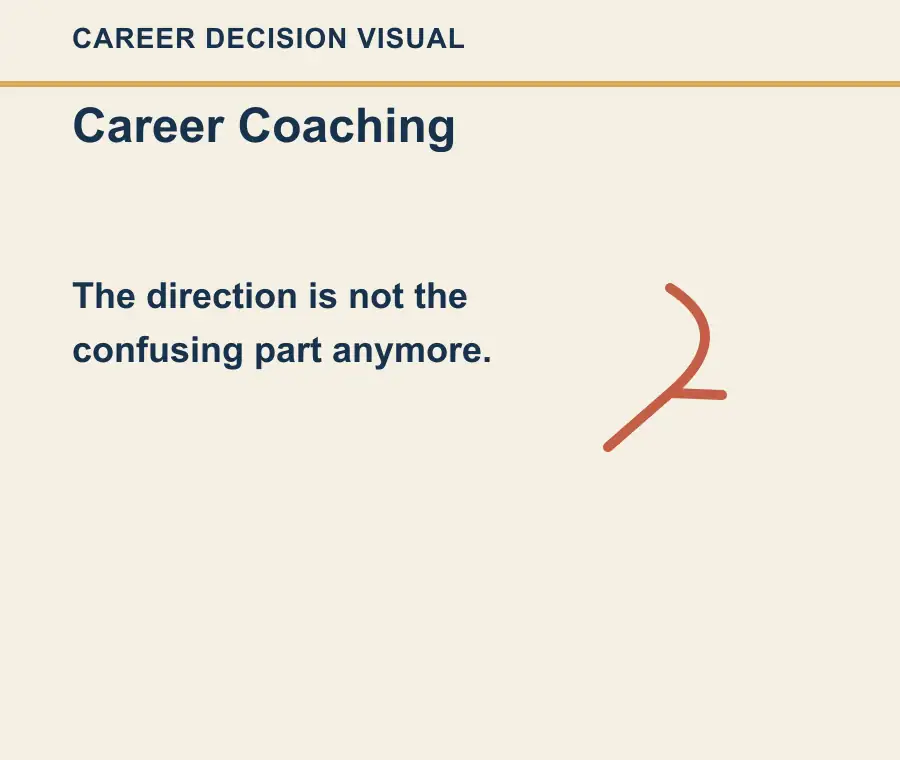 CAREER DECISION VISUAL
Career Coaching
The direction is not the
confusing part anymore.